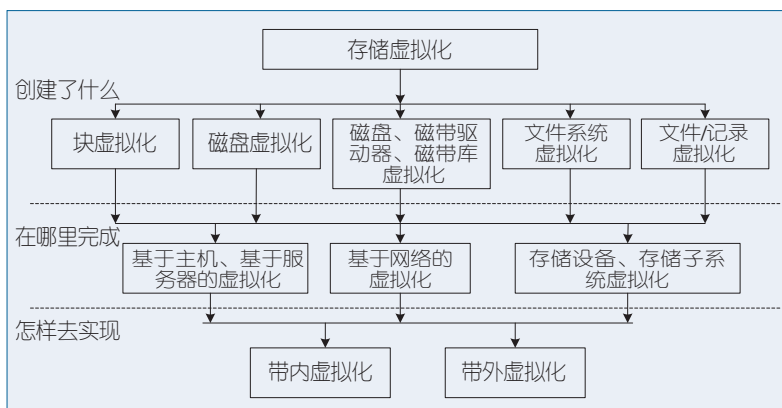 存储虚拟化
创建了什么
块虚拟化
磁盘虚拟化
磁盘、磁带驱
动器、磁带库
虚拟化
文件系统
虚拟化
文件/记录
虚拟化
在哪里完成
基于主机、基于服
务器的虚拟化
基于网络的
虚拟化
存储设备、存储子系
统虚拟化
怎样去实现
带内虚拟化
带外虚拟化